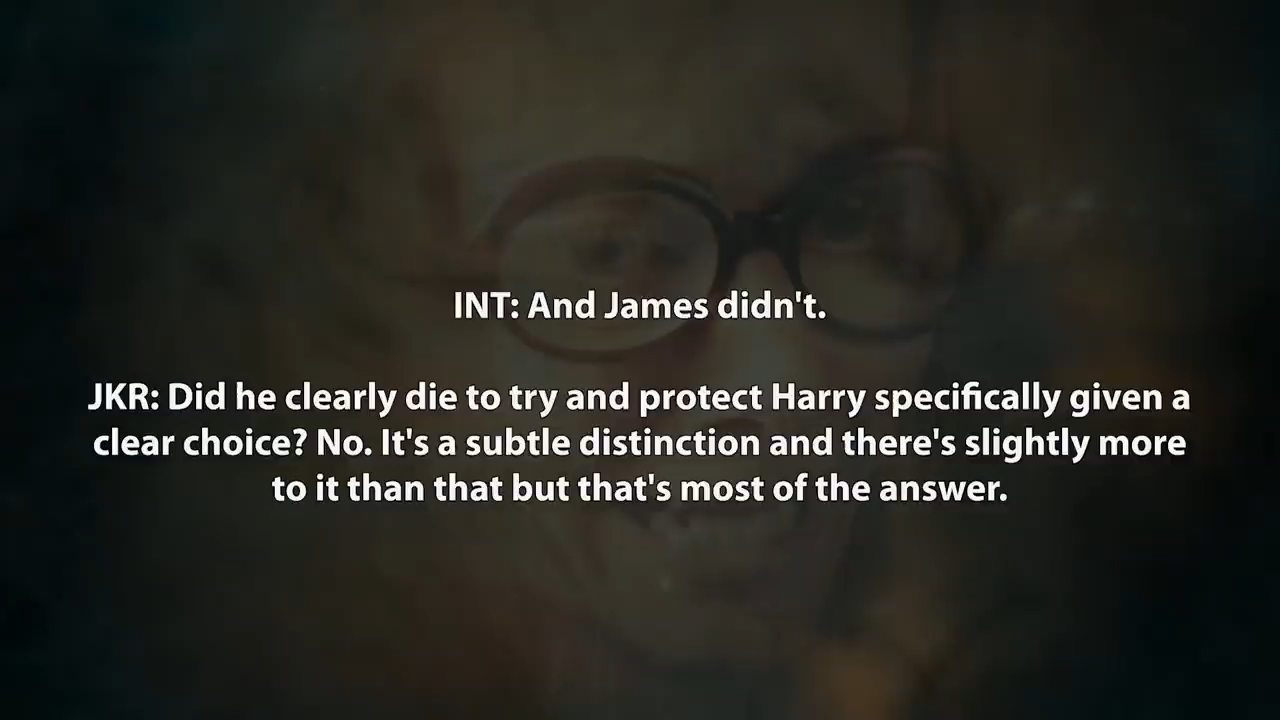 INT: And James didn't.
JKR: Did he clearly die to try and protect Harry specifically given a
clear choice? No. It's a subtle distinction and there's slightly more
to it than that but that's most of the answer.